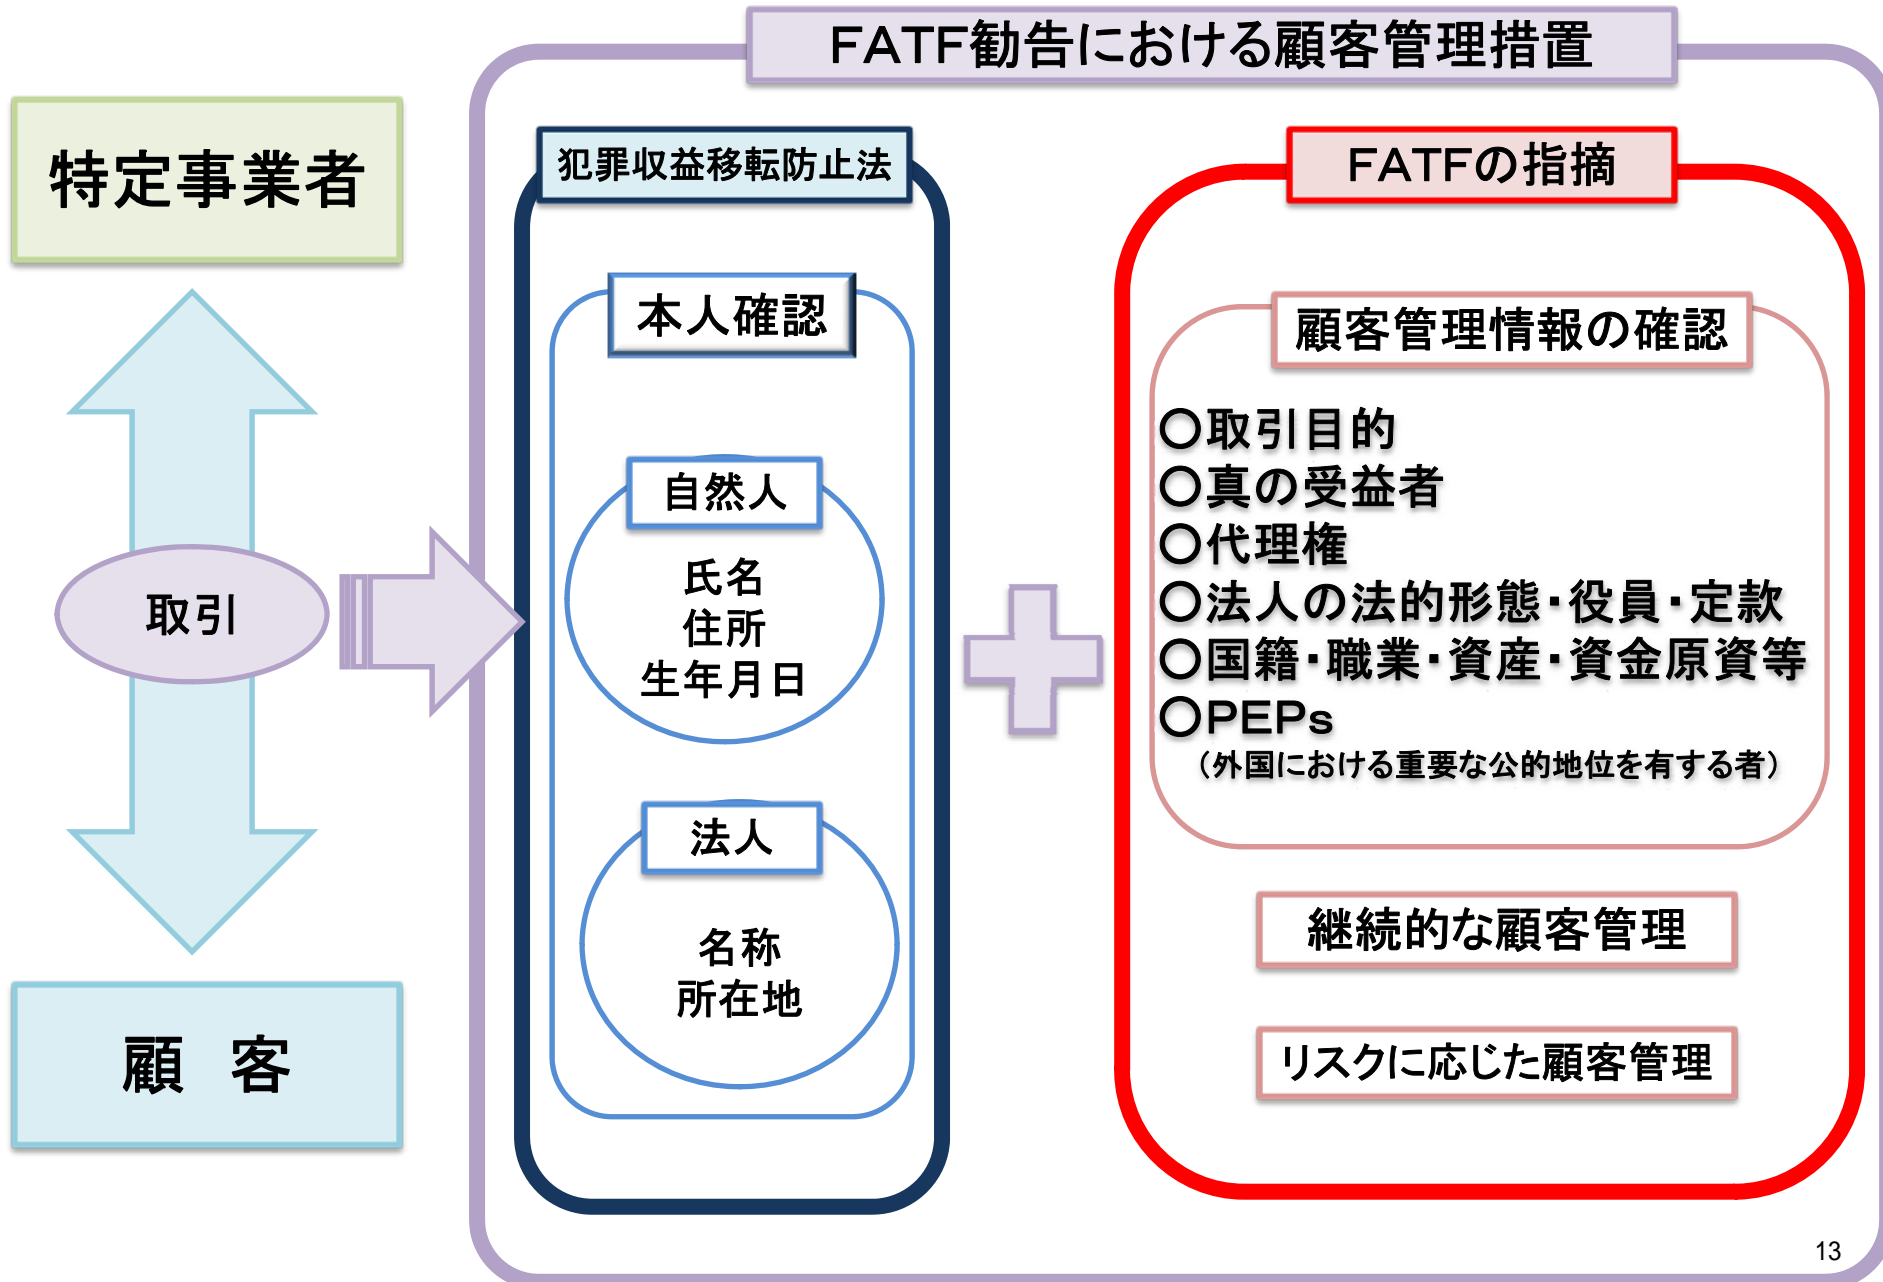 FATF勧告における顧客管理措置
特定事業者
取引
顧　客
犯罪収益移転防止法
本人確認
自然人
氏名
住所
生年月日
法人
名称
所在地
FATFの指摘
顧客管理情報の確認
○取引目的
○真の受益者
○代理権
○法人の法的形態・役員・定款
○国籍・職業・資産・資金原資等
○PEPs
（外国における重要な公的地位を有する者）
継続的な顧客管理
リスクに応じた顧客管理
13